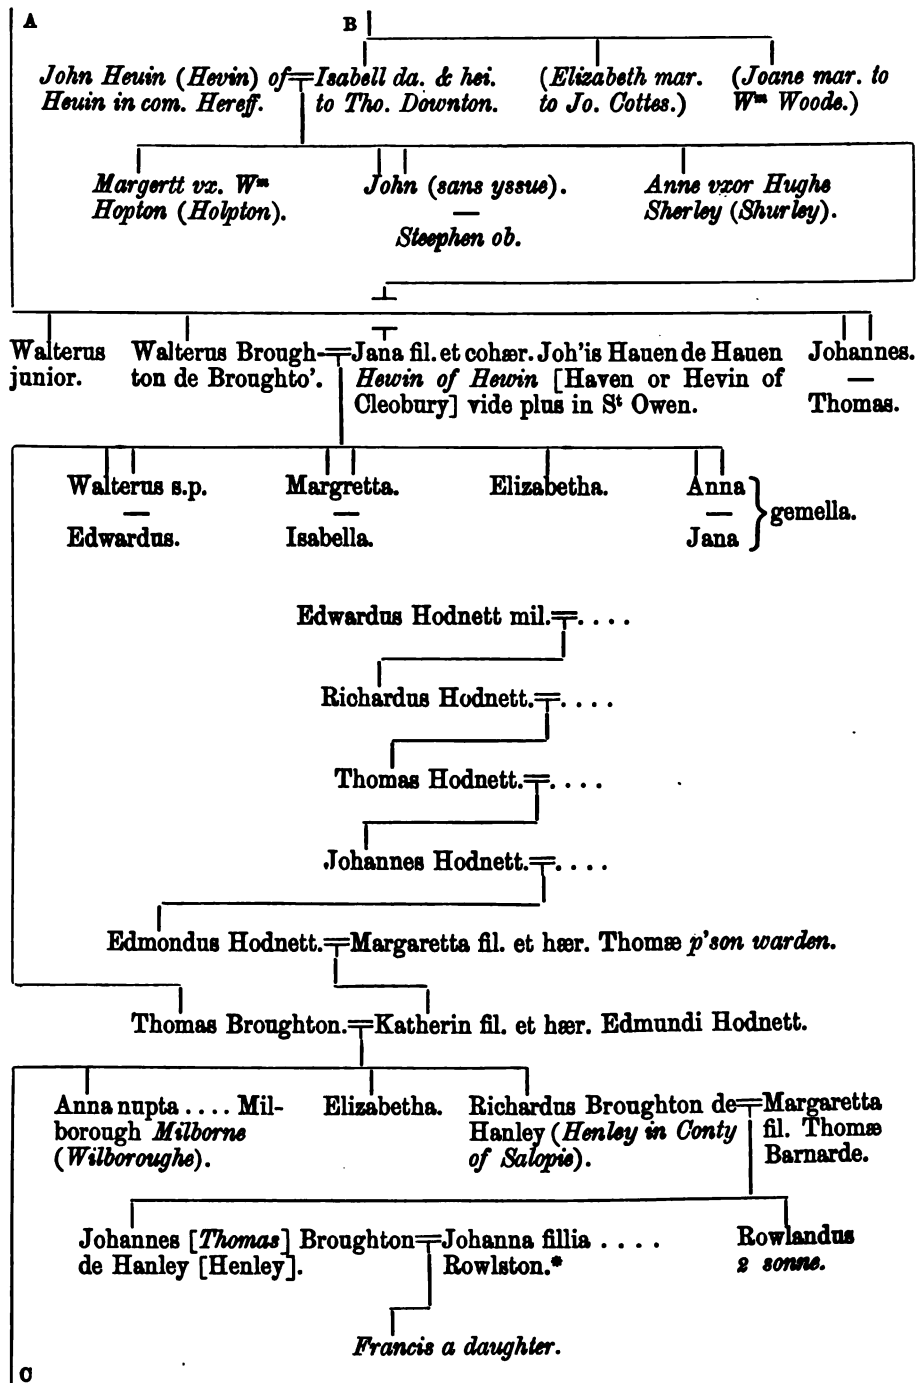 A
B
John Heuin (Hevin) of Isabell da. & hei. (Elizabeth mar. (Joane mar. to
Heuin in com. Hereff. to Tho. Downton. to Jo. Cottes.) Wm Woode.)
Margertt vx. Wm John (sans yssue). Anne vxor Hughe
Hopton (Holpton). — Sherley (Shurley).
Steephen ob.
Walterus Walterus Brough- Jana fil. et cohær. Joh'is Hauen de Hauen Johannes.
junior. ton de Broughto'. Hewin of Hewin [Haven or Hevin of —
Cleobury] vide plus in St Owen. Thomas.
Walterus s.p. Margretta. Elizabetha. Anna
— — — gemella.
Edwardus. Isabella. Jana
Edwardus Hodnett mil. . . . .
Richardus Hodnett. . . . .
Thomas Hodnett. . . . .
Johannes Hodnett. . . . .
Edmondus Hodnett. Margaretta fil. et hær. Thomæ p'son warden.
Thomas Broughton. Katherin fil. et hær. Edmundi Hodnett.
Anna nupta .... Mil- Elizabetha. Richardus Broughton de Margaretta
borough Milborne Hanley (Henley in Conty fil. Thomæ
(Wilboroughe). of Salopie). Barnarde.
Johannes [Thomas] Broughton Johanna fillia .... Rowlandus
de Hanley [Henley]. Rowlston.* 2 sonne.
Francis a daughter.
C